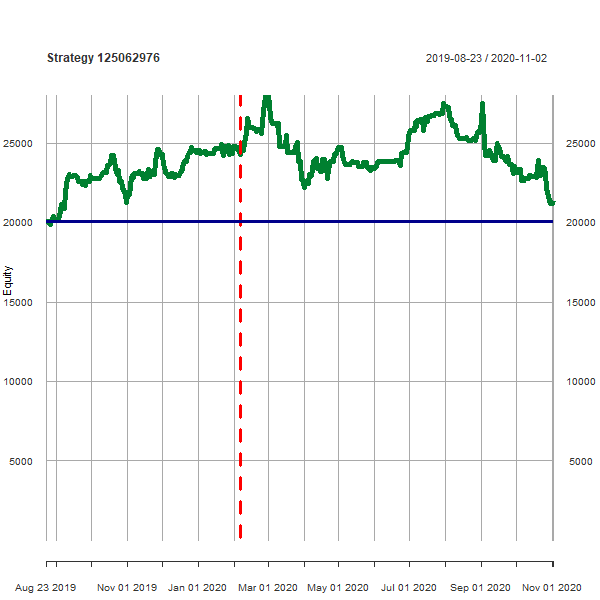 Strategy 125062976
2019-08-23 / 2020-11-02
25000
25000
20000
20000
Equity
15000
15000
10000
10000
5000
5000
Aug 23 2019
Nov 01 2019
Jan 01 2020
Mar 01 2020
May 01 2020
Jul 01 2020
Sep 01 2020
Nov 01 2020